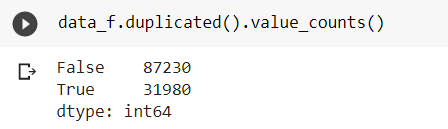 data_f.duplicated().value_counts()
False    87230
True     31980
dtype: int64